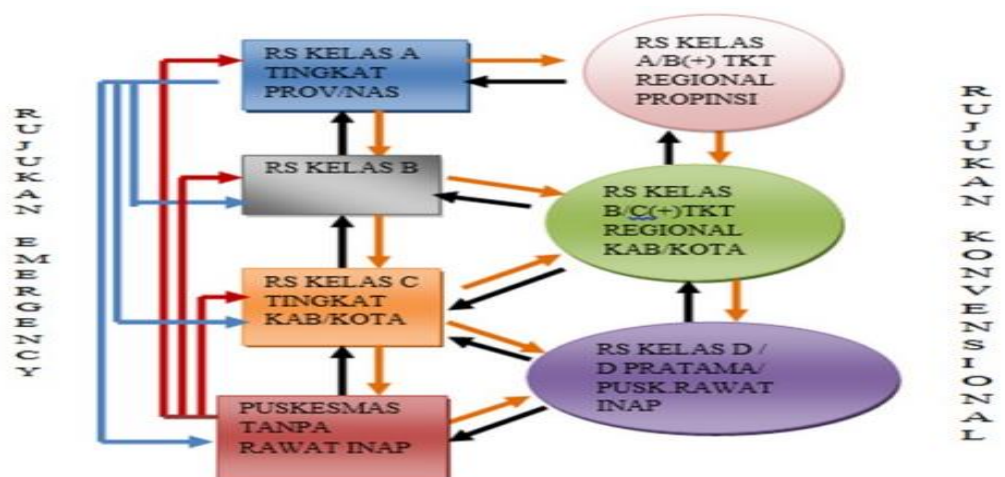 RUJUKAN EMERGENCY
RS KELAS A
TINGKAT
PROV/NAS
RS KELAS B
RS KELAS C
TINGKAT
KAB/KOTA
PUSKESMAS
TANPA
RAWAT INAP
RS KELAS
A/B(+) TKT
REGIONAL
PROPINSI
RS KELAS
B/C(+)TKT
REGIONAL
KAB/KOTA
RS KELAS D /
D PRATAMA/
PUSK.RAWAT
INAP
RUJUKAN KONVENSIONAL